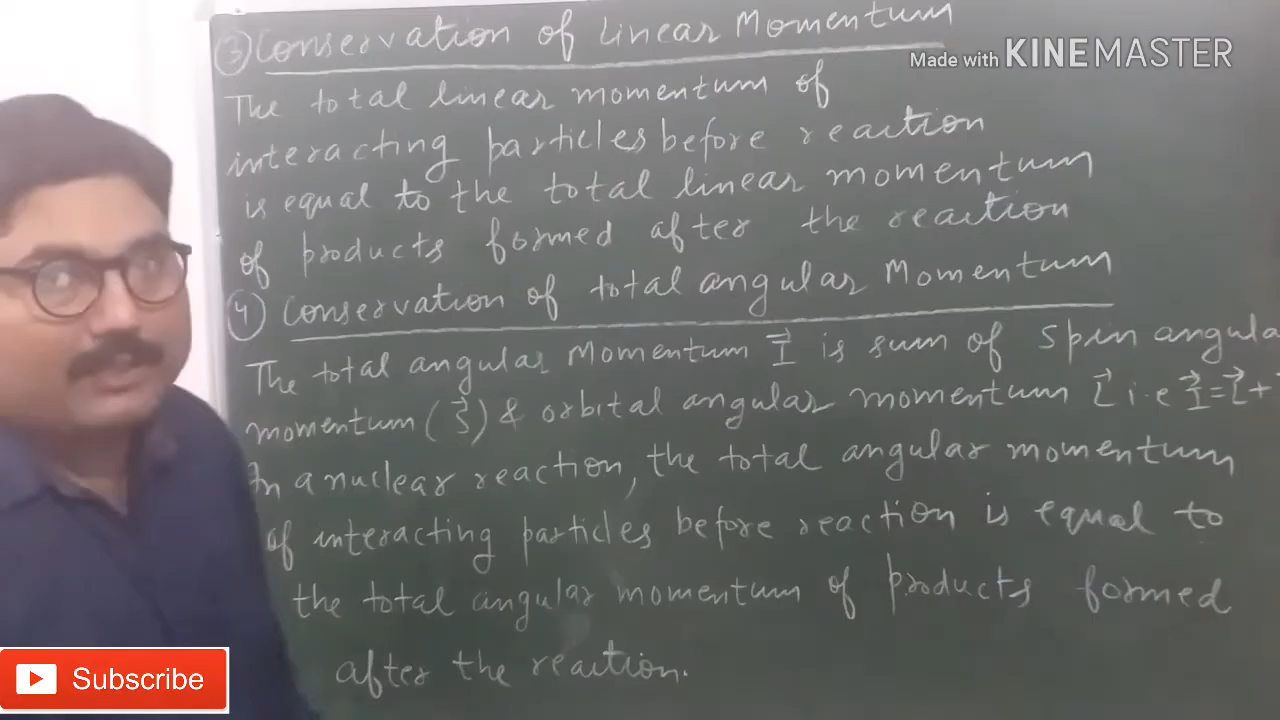 ③ Conservation of Linear Momentum
Made with KINEMASTER
The total linear momentum of
interacting particles before reaction
is equal to the total linear momentum
of products formed after the reaction
④ Conservation of total angular Momentum
The total angular Momentum I⃗ is sum of spin angula
momentum (S⃗) & orbital angular momentum L⃗ i.e I⃗=L⃗+
In a nuclear reaction, the total angular momentum
of interacting particles before reaction is equal to
the total angular momentum of products formed
after the reaction.
Subscribe